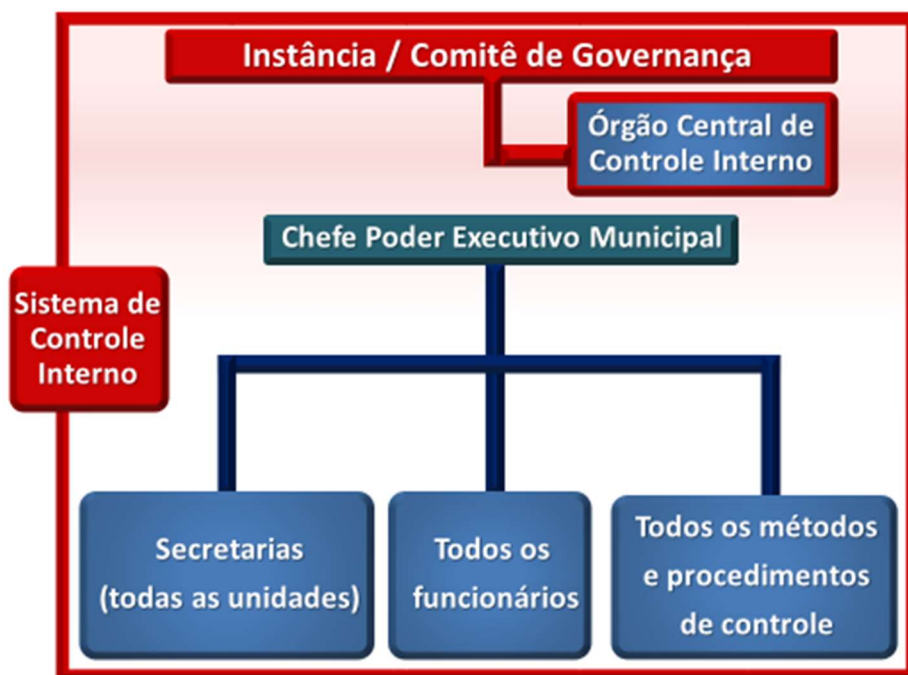 Instância / Comitê de Governança
Órgão Central de
Controle Interno
Chefe Poder Executivo Municipal
Sistema de
Controle
Interno
Secretarias
(todas as unidades)
Todos os
funcionários
Todos os métodos
e procedimentos
de controle